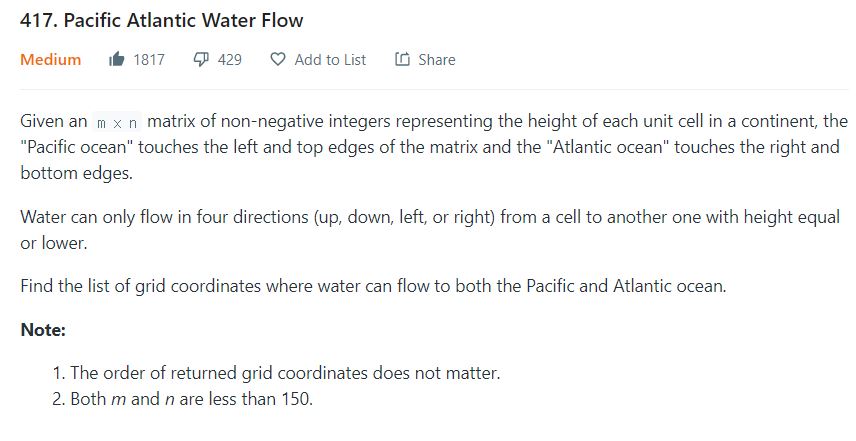 417. Pacific Atlantic Water Flow
Medium 1817 429 Add to List Share
Given an m x n matrix of non-negative integers representing the height of each unit cell in a continent, the
"Pacific ocean" touches the left and top edges of the matrix and the "Atlantic ocean" touches the right and
bottom edges.
Water can only flow in four directions (up, down, left, or right) from a cell to another one with height equal
or lower.
Find the list of grid coordinates where water can flow to both the Pacific and Atlantic ocean.
Note:
1. The order of returned grid coordinates does not matter.
2. Both m and n are less than 150.